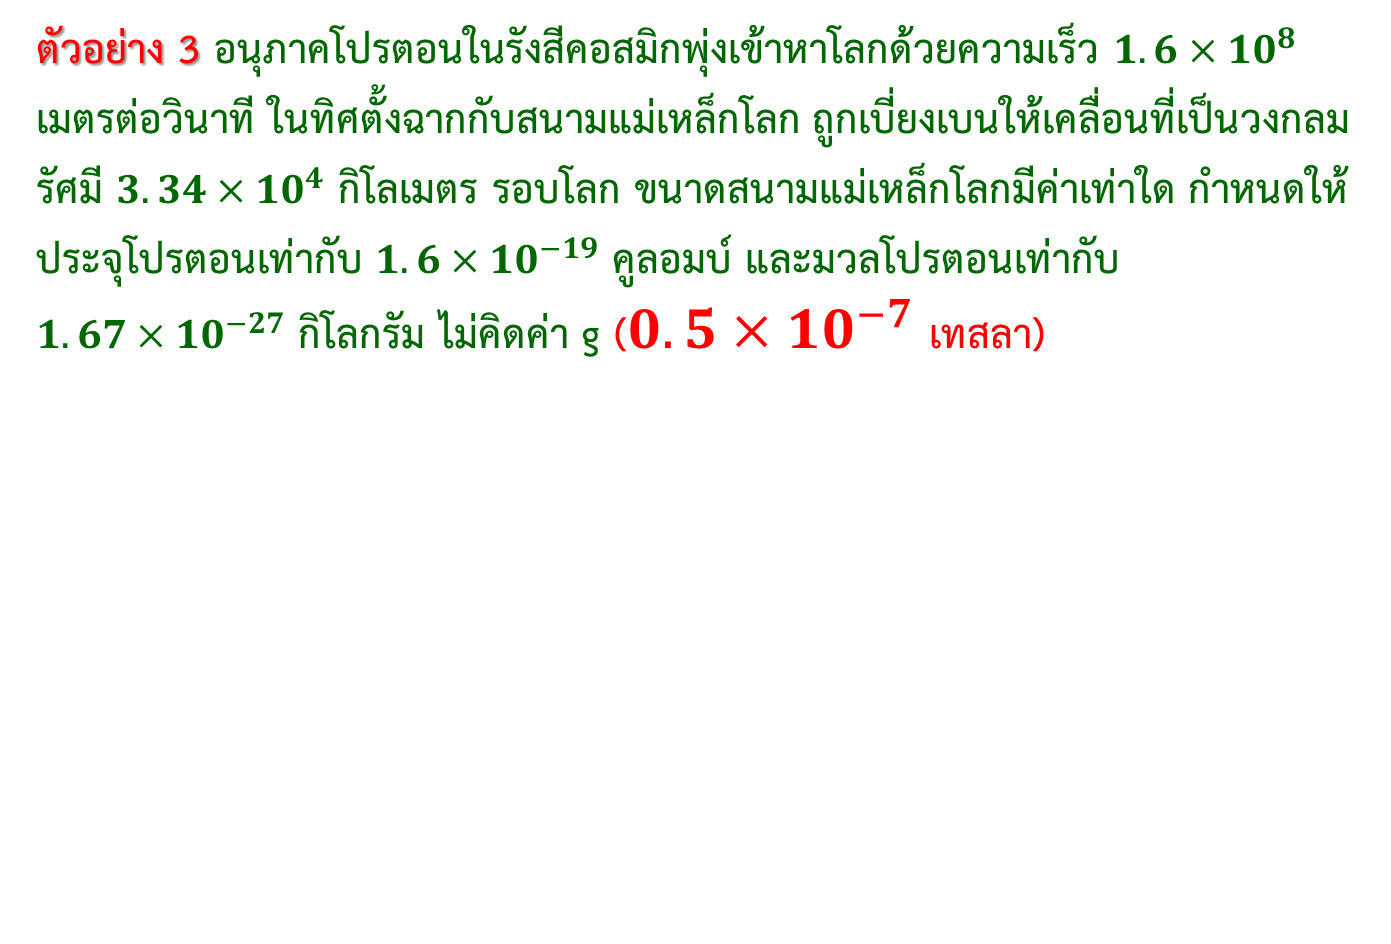 ตัวอย่าง 3 อนุภาคโปรตอนในรังสีคอสมิกพุ่งเข้าหาโลกด้วยความเร็ว 1.6 × 10⁸
เมตรต่อวินาที ในทิศตั้งฉากกับสนามแม่เหล็กโลก ถูกเบี่ยงเบนให้เคลื่อนที่เป็นวงกลม
รัศมี 3.34 × 10⁴ กิโลเมตร รอบโลก ขนาดสนามแม่เหล็กโลกมีค่าเท่าใด กำหนดให้
ประจุโปรตอนเท่ากับ 1.6 × 10⁻¹⁹ คูลอมบ์ และมวลโปรตอนเท่ากับ
1.67 × 10⁻²⁷ กิโลกรัม ไม่คิดค่า g (0.5 × 10⁻⁷ เทสลา)